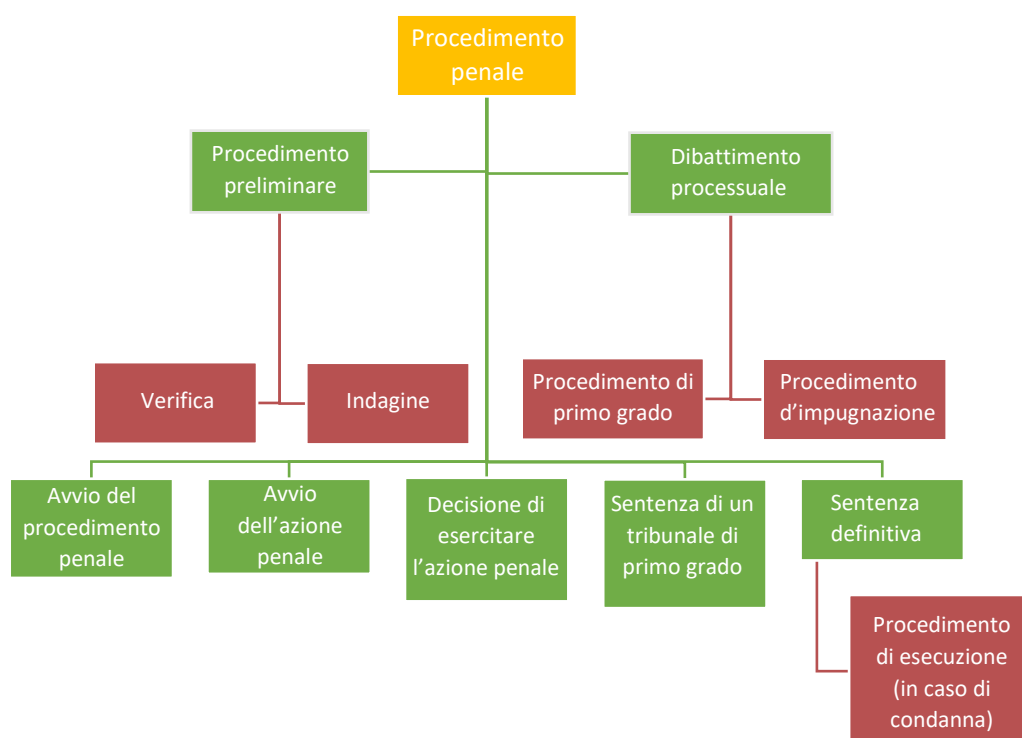 Procedimento
penale
Procedimento
preliminare
Dibattimento
processuale
Verifica
Indagine
Procedimento di
primo grado
Procedimento
d’impugnazione
Avvio del
procedimento
penale
Avvio
dell’azione
penale
Decisione di
esercitare
l’azione penale
Sentenza di un
tribunale di
primo grado
Sentenza
definitiva
Procedimento
di esecuzione
(in caso di
condanna)